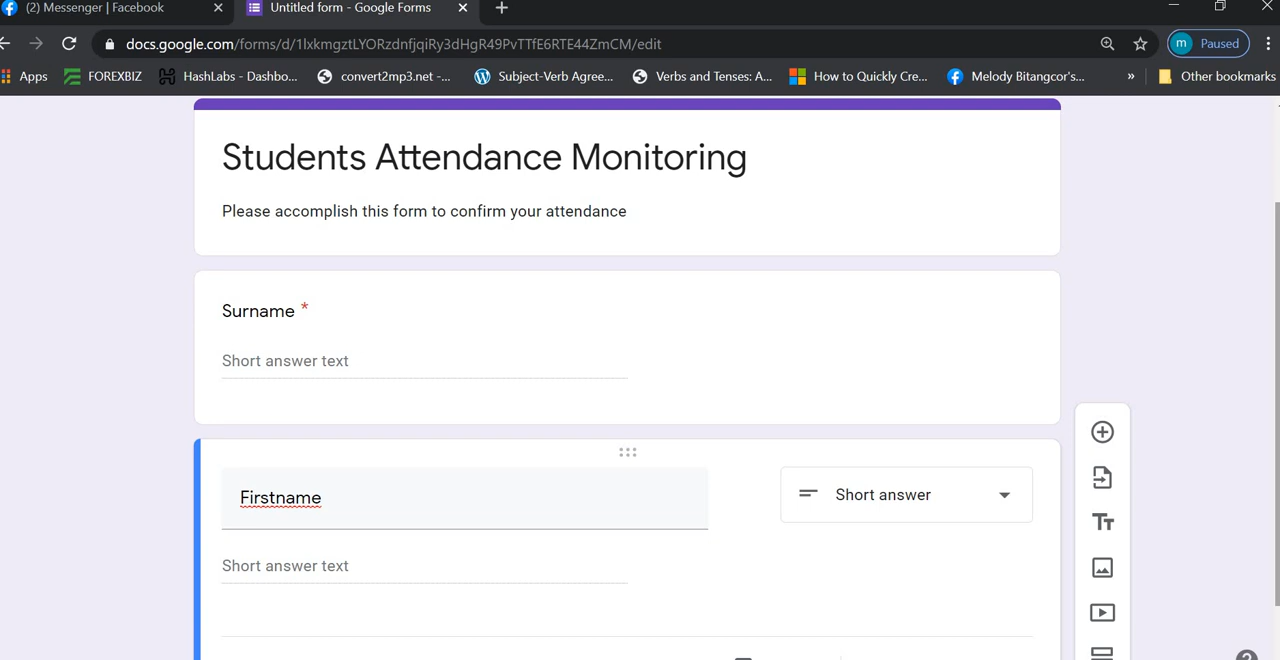 (2) Messenger | Facebook
Untitled form - Google Forms
docs.google.com/forms/d/1lxkmgztLYORzdnfjqiRy3dHgR49PvTTfE6RTE44ZmCM/edit
m Paused
Apps FOREXBIZ HashLabs - Dashbo... convert2mp3.net -... Subject-Verb Agree... Verbs and Tenses: A... How to Quickly Cre... Melody Bitangcor's... » Other bookmarks
Students Attendance Monitoring
Please accomplish this form to confirm your attendance
Surname *
Short answer text
Firstname
Short answer
Short answer text